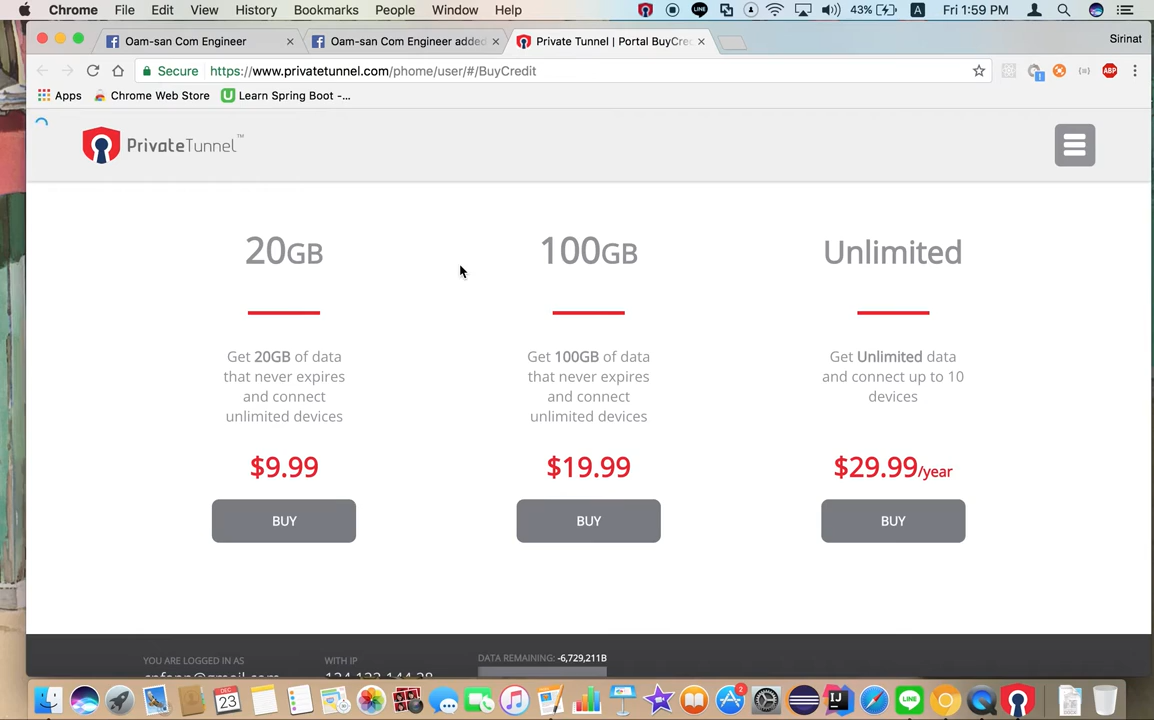 Chrome File Edit View History Bookmarks People Window Help 43% A Fri 1:59 PM
Oam-san Com Engineer
Oam-san Com Engineer added
Private Tunnel | Portal BuyCre
Sirinat
Secure https://www.privatetunnel.com/phome/user/#/BuyCredit
Apps Chrome Web Store Learn Spring Boot -...
PrivateTunnel™
20GB
Get 20GB of data
that never expires
and connect
unlimited devices
$9.99
BUY
100GB
Get 100GB of data
that never expires
and connect
unlimited devices
$19.99
BUY
Unlimited
Get Unlimited data
and connect up to 10
devices
$29.99/year
BUY
YOU ARE LOGGED IN AS
WITH IP
DATA REMAINING: -6,729,211B
DEC
23